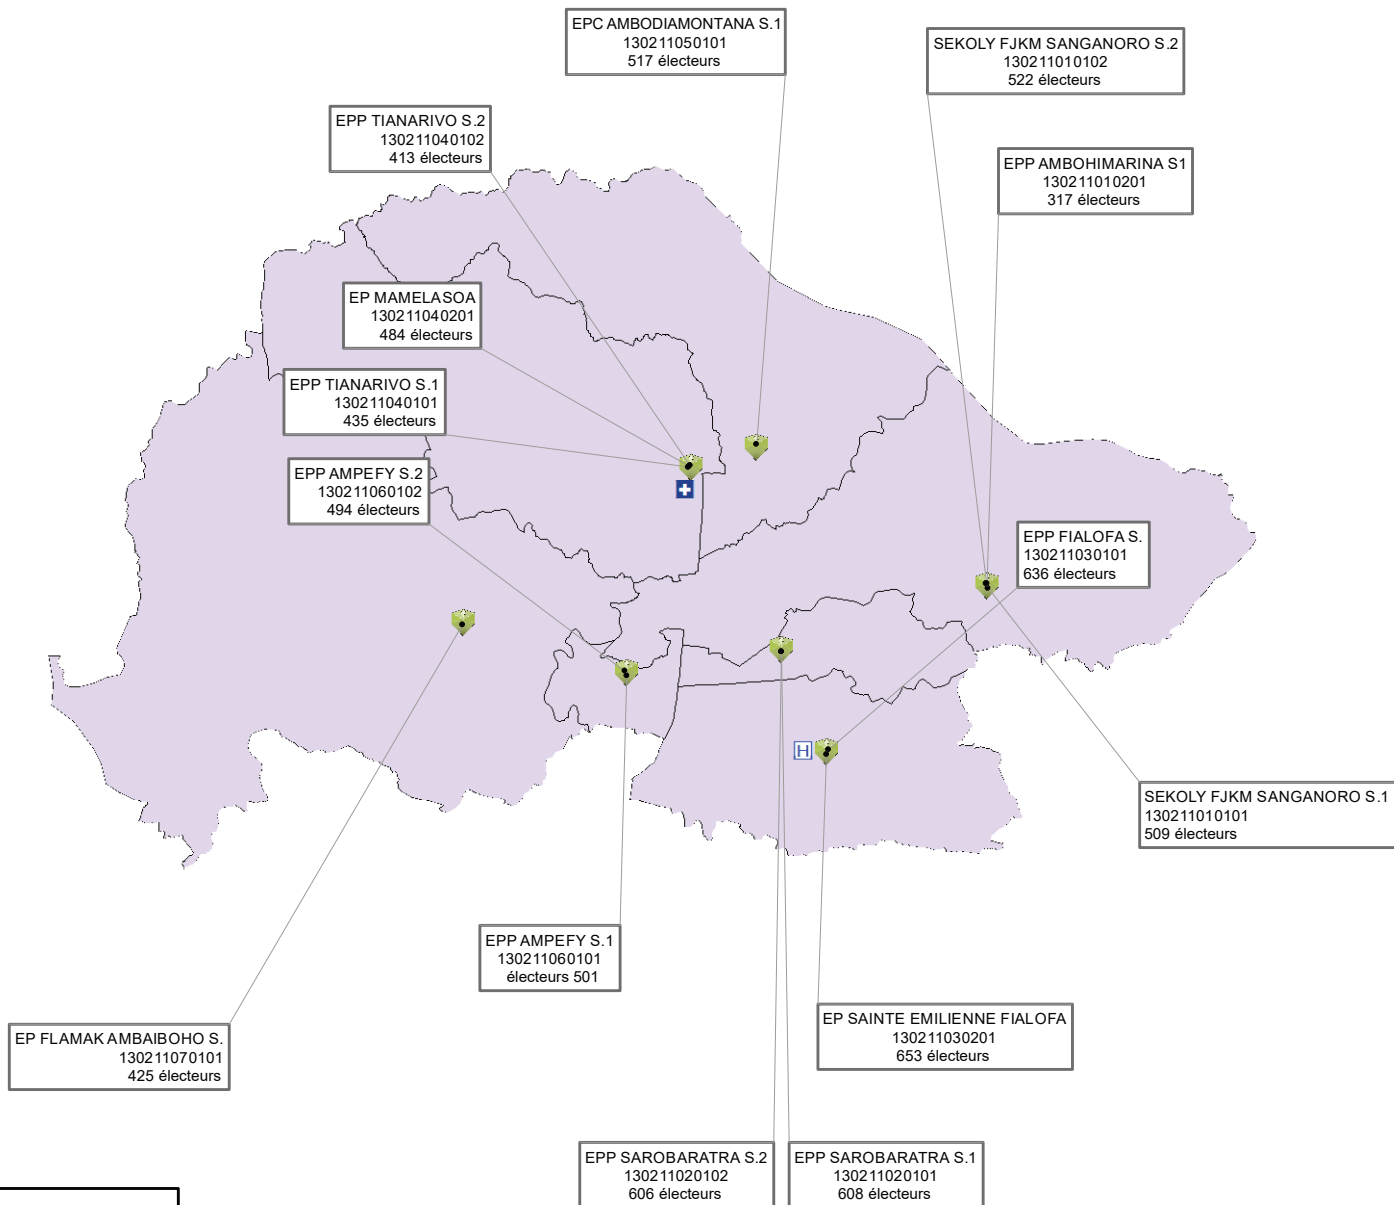 EPC AMBODIAMONTANA S.1
130211050101
517 électeurs
SEKOLY FJKM SANGANORO S.2
130211010102
522 électeurs
EPP TIANARIVO S.2
130211040102
413 électeurs
EPP AMBOHIMARINA S1
130211010201
317 électeurs
EP MAMELASOA
130211040201
484 électeurs
EPP TIANARIVO S.1
130211040101
435 électeurs
EPP AMPEFY S.2
130211060102
494 électeurs
EPP FIALOFA S.
130211030101
636 électeurs
H
SEKOLY FJKM SANGANORO S.1
130211010101
509 électeurs
EPP AMPEFY S.1
130211060101
électeurs 501
EP SAINTE EMILIENNE FIALOFA
130211030201
653 électeurs
EP FLAMAK AMBAIBOHO S.
130211070101
425 électeurs
EPP SAROBARATRA S.2
130211020102
606 électeurs
EPP SAROBARATRA S.1
130211020101
608 électeurs